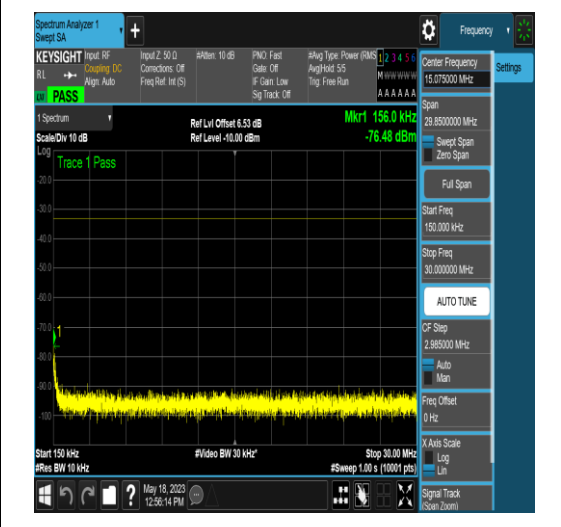 Spectrum Analyzer 1
Swept SA
+
Frequency
KEYSIGHT
RL
PASS
Input: RF
Coupling: DC
Align: Auto
Input Z: 50 Ω
Corrections: Off
Freq Ref: Int (S)
#Atten: 10 dB
PNO: Fast
Gate: Off
IF Gain: Low
Sig Track: Off
#Avg Type: Power (RMS
Avg|Hold: 5/5
Trig: Free Run
1 2 3 4 5 6
M w w w w w
A A A A A A
1 Spectrum
Scale/Div 10 dB
Ref Lvl Offset 6.53 dB
Ref Level -10.00 dBm
Mkr1 156.0 kHz
-76.48 dBm
Log
Trace 1 Pass
-20.0
-30.0
-40.0
-50.0
-60.0
-70.0
1
-80.0
-90.0
-100
Start 150 kHz
#Res BW 10 kHz
#Video BW 30 kHz*
Stop 30.00 MHz
#Sweep 1.00 s (10001 pts)
?
May 18, 2023
12:56:14 PM
Center Frequency
15.075000 MHz
Settings
Span
29.8500000 MHz
Swept Span
Zero Span
Full Span
Start Freq
150.000 kHz
Stop Freq
30.000000 MHz
AUTO TUNE
CF Step
2.985000 MHz
Auto
Man
Freq Offset
0 Hz
X Axis Scale
Log
Lin
Signal Track
(Span Zoom)